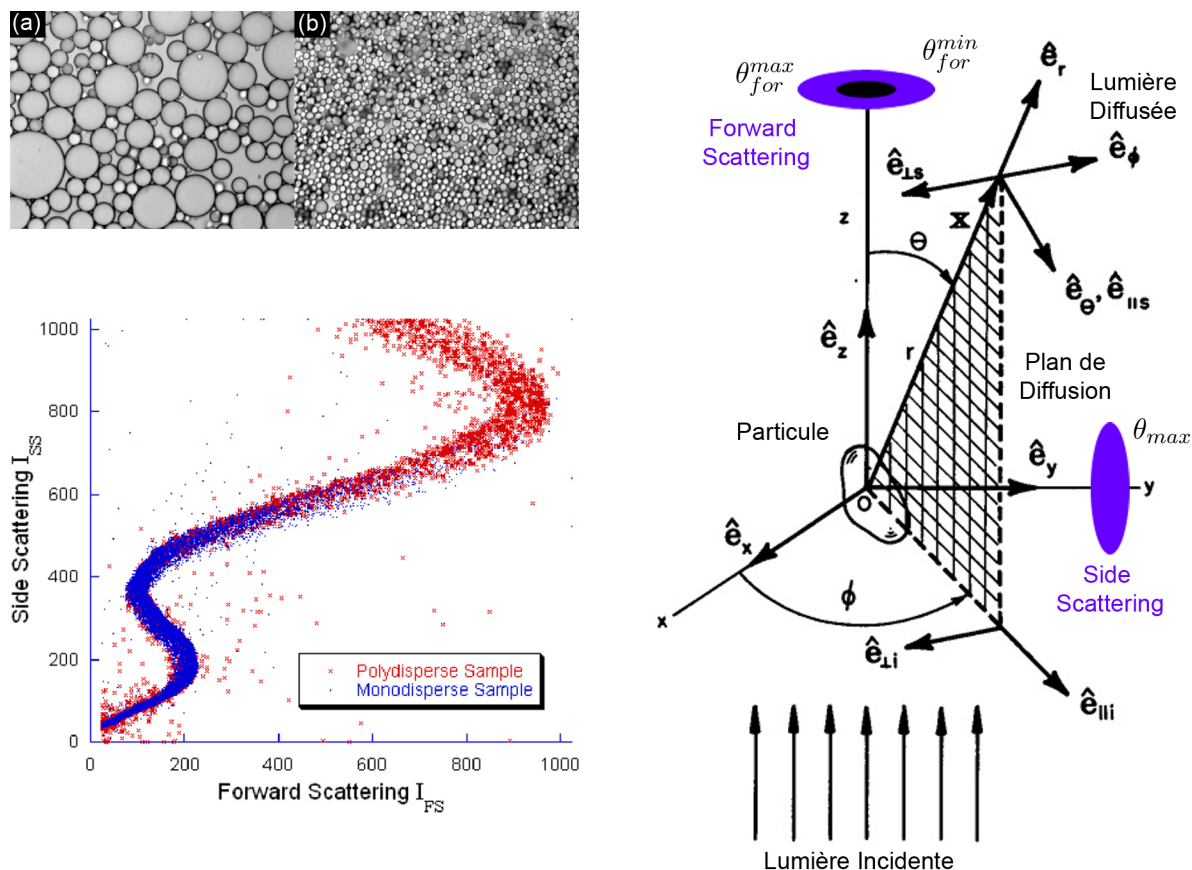 (a)
(b)
1000
800
600
400
200
0
Side Scattering I_SS
Polydisperse Sample
Monodisperse Sample
0
200
400
600
800
1000
Forward Scattering I_FS
θ_for^max
θ_for^min
Forward
Scattering
ê_r
Lumière
Diffusée
ê_⊥s
ê_ϕ
z
x
Θ
ê_θ, ê_∥s
ê_z
r
Plan de
Diffusion
Particule
θ_max
ê_y
y
O
ê_x
Side
Scattering
x
ϕ
ê_⊥i
ê_∥i
Lumière Incidente